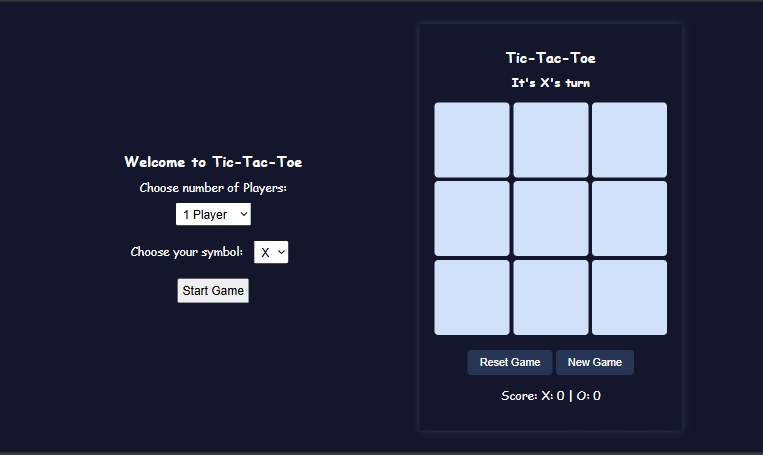 Welcome to Tic-Tac-Toe
Choose number of Players:
1 Player
Choose your symbol: X
Start Game
Tic-Tac-Toe
It's X's turn
Reset Game New Game
Score: X: 0 | O: 0